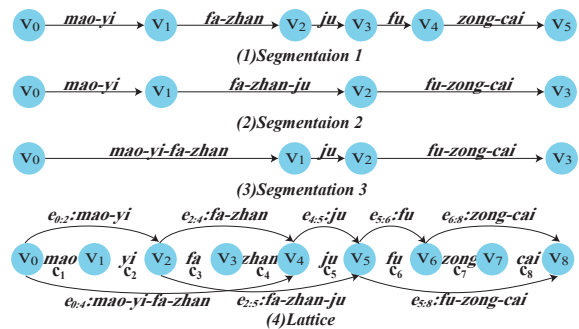 mao-yi fa-zhan ju fu zong-cai
V0 V1 V2 V3 V4 V5
(1)Segmentaion 1
mao-yi fa-zhan-ju fu-zong-cai
V0 V1 V2 V3
(2)Segmentaion 2
mao-yi-fa-zhan ju fu-zong-cai
V0 V1 V2 V3
(3)Segmentaion 3
e0:2:mao-yi e2:4:fa-zhan e4:5:ju e5:6:fu e6:8:zong-cai
V0 mao V1 yi V2 fa V3 zhan V4 ju V5 fu V6 zong V7 cai V8
c1 c2 c3 c4 c5 c6 c7 c8
e0:4:mao-yi-fa-zhan e2:5:fa-zhan-ju e5:8:fu-zong-cai
(4)Lattice